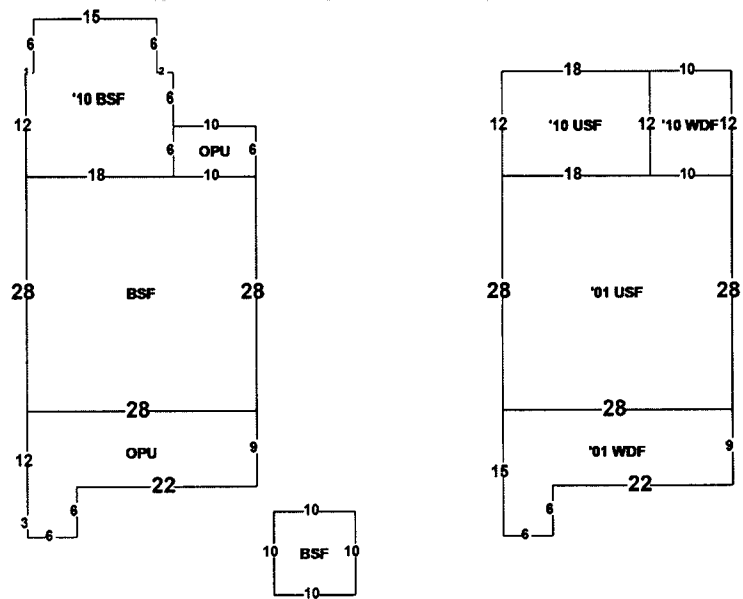 15
6 6
1 2
'10 BSF
6
12
10
6 OPU 6
18 10
28 BSF 28
28
OPU 9
12
22
6
3
6
10
10 BSF 10
10
18 10
12 '10 USF 12 '10 WDF 12
18 10
28 '01 USF 28
28
'01 WDF 9
15
22
6
6